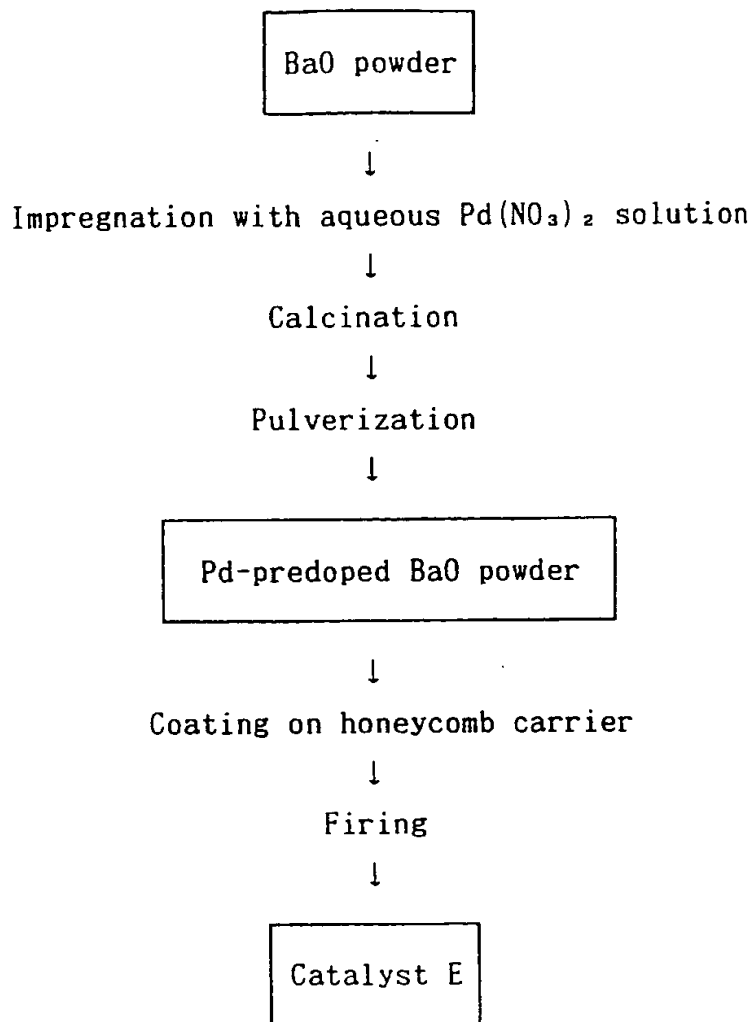 BaO powder
↓
Impregnation with aqueous Pd(NO₃)₂ solution
↓
Calcination
↓
Pulverization
↓
Pd-predoped BaO powder
↓
Coating on honeycomb carrier
↓
Firing
↓
Catalyst E